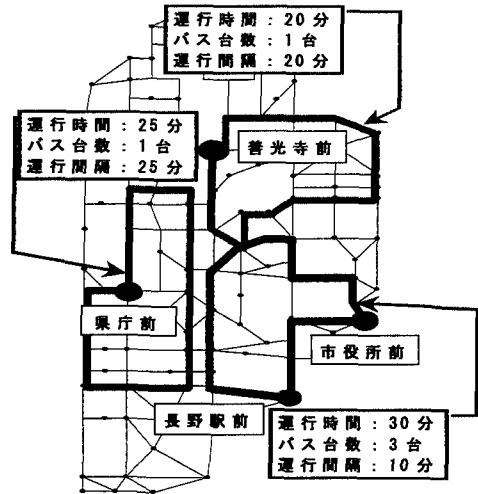 運行時間：20分
バス台数：1台
運行間隔：20分
運行時間：25分
バス台数：1台
運行間隔：25分
善光寺前
県庁前
市役所前
長野駅前
運行時間：30分
バス台数：3台
運行間隔：10分